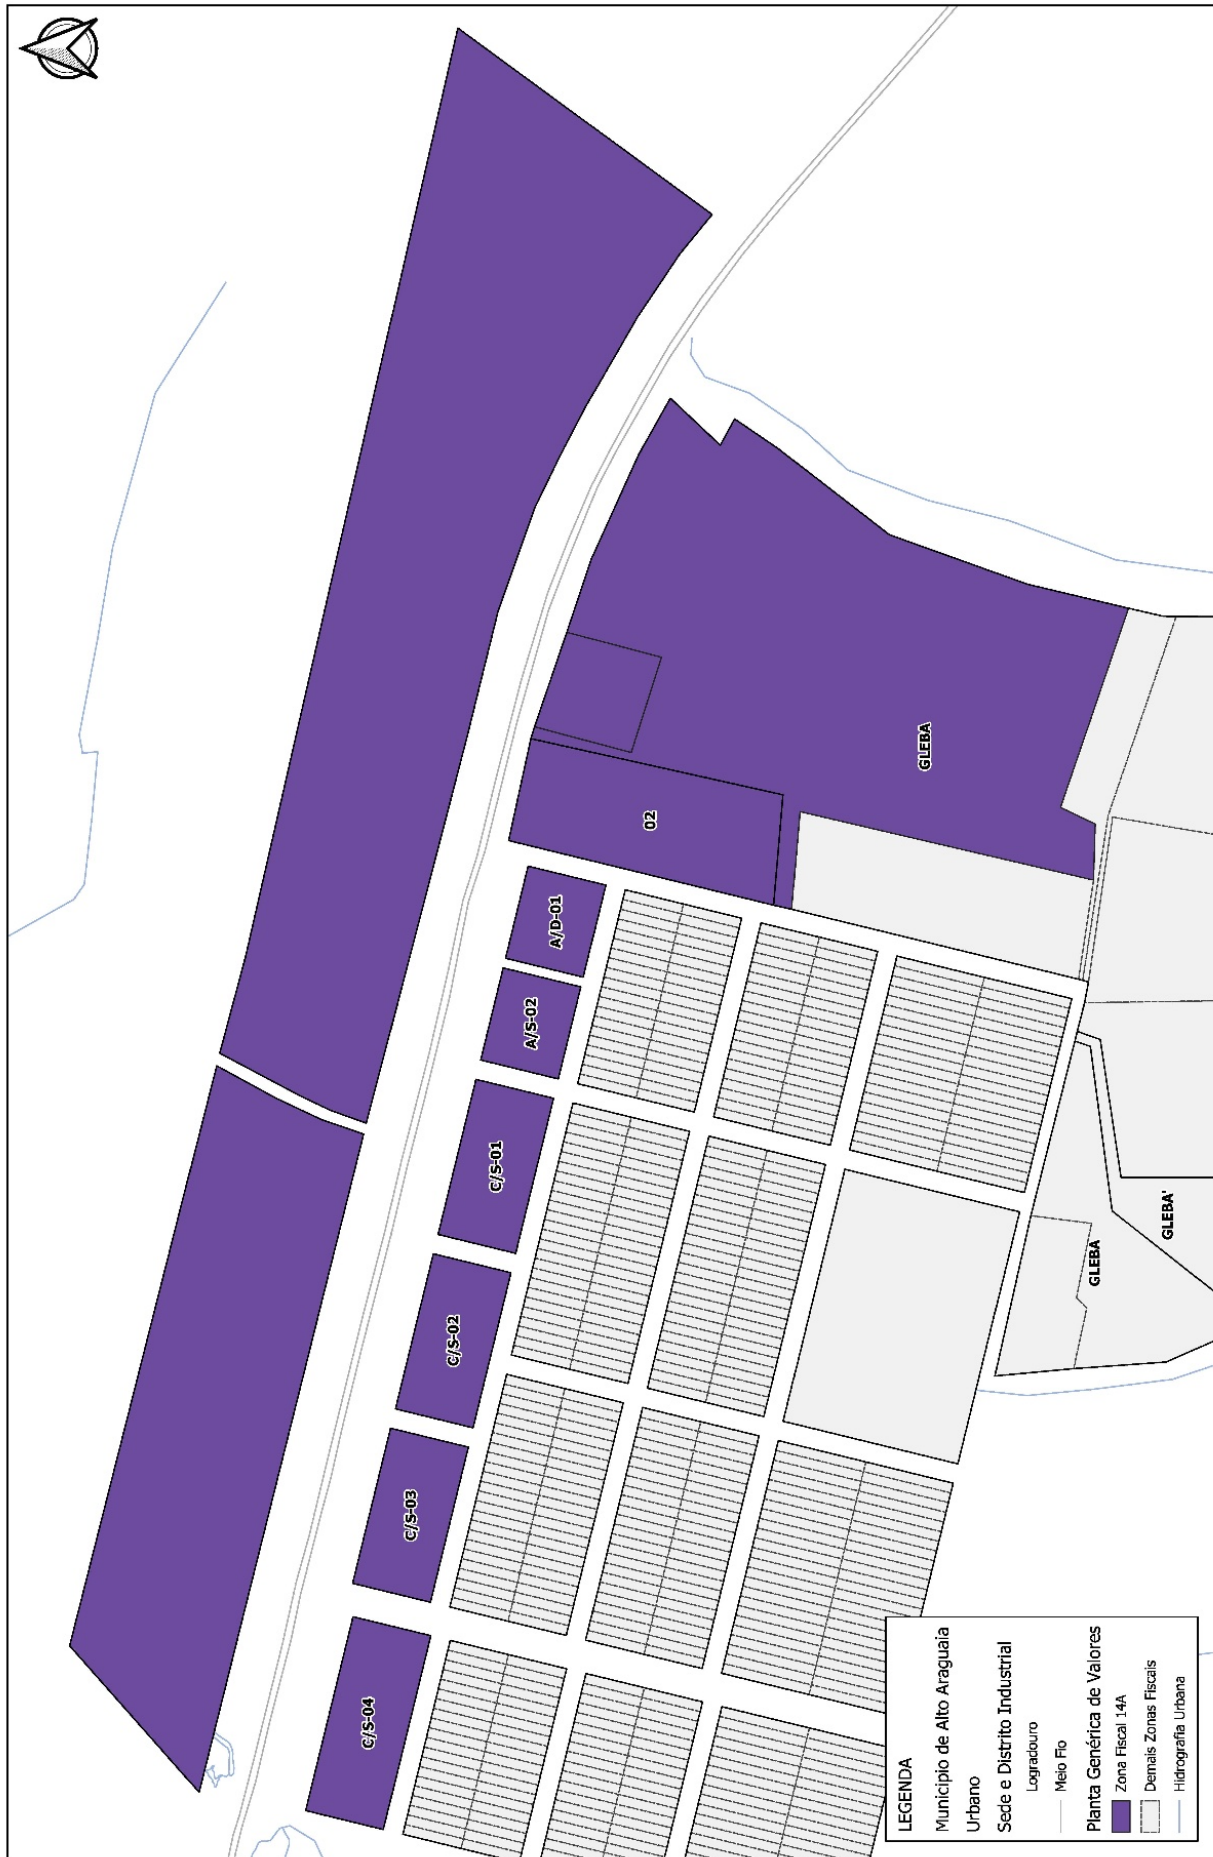 GLEBA
02
A/D-01
A/S-02
C/S-01
C/S-02
C/S-03
C/S-04
GLEBA
GLEBA'
LEGENDA
Município de Alto Araguaia
Urbano
Sede e Distrito Industrial
Logradouro
Meio Fio
Planta Genérica de Valores
Zona Fiscal 14A
Demais Zonas Fiscais
Hidrografia Urbana